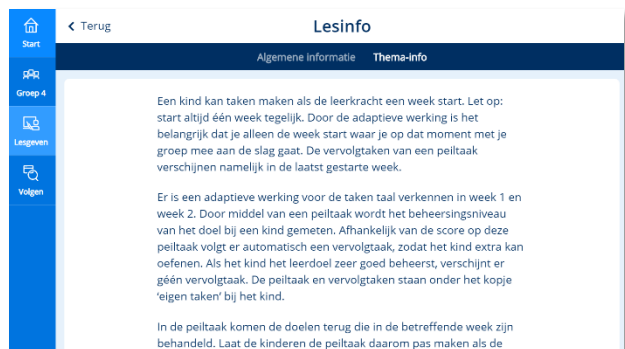 Terug
Lesinfo
Start
Algemene informatie Thema-info
Groep 4
Lesgeven
Volgen
Een kind kan taken maken als de leerkracht een week start. Let op:
start altijd één week tegelijk. Door de adaptieve werking is het
belangrijk dat je alleen de week start waar je op dat moment met je
groep mee aan de slag gaat. De vervolgtaken van een peiltaak
verschijnen namelijk in de laatst gestarte week.
Er is een adaptieve werking voor de taken taal verkennen in week 1 en
week 2. Door middel van een peiltaak wordt het beheersingsniveau
van het doel bij een kind gemeten. Afhankelijk van de score op deze
peiltaak volgt er automatisch een vervolgtaak, zodat het kind extra kan
oefenen. Als het kind het leerdoel zeer goed beheerst, verschijnt er
géén vervolgtaak. De peiltaak en vervolgtaken staan onder het kopje
'eigen taken' bij het kind.
In de peiltaak komen de doelen terug die in de betreffende week zijn
behandeld. Laat de kinderen de peiltaak daarom pas maken als de